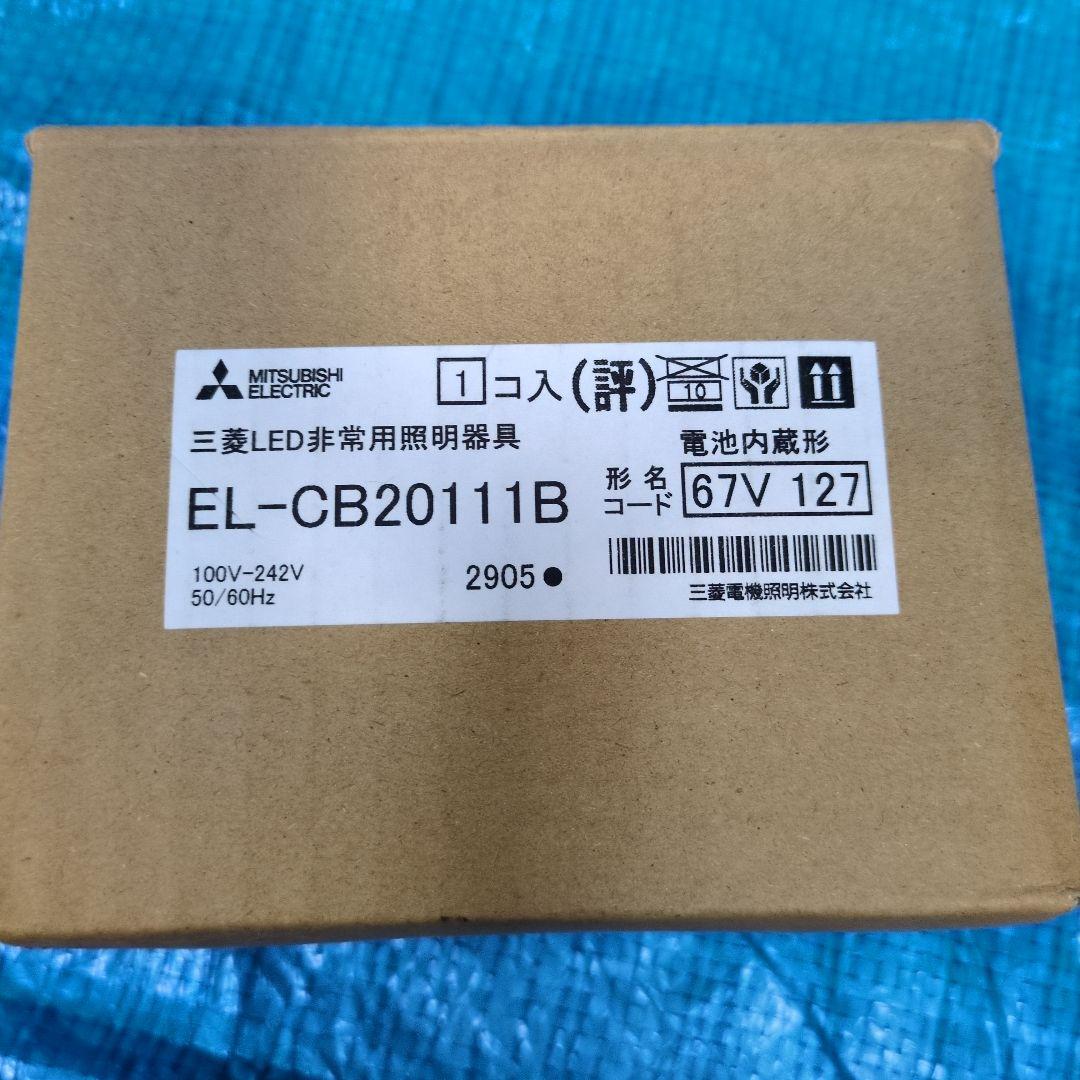 MITSUBISHI
ELECTRIC
1 コ入 (評) 10
三菱LED非常用照明器具
電池内蔵形
EL-CB20111B
形名
コード
67V 127
100V-242V
50/60Hz
2905●
三菱電機照明株式会社